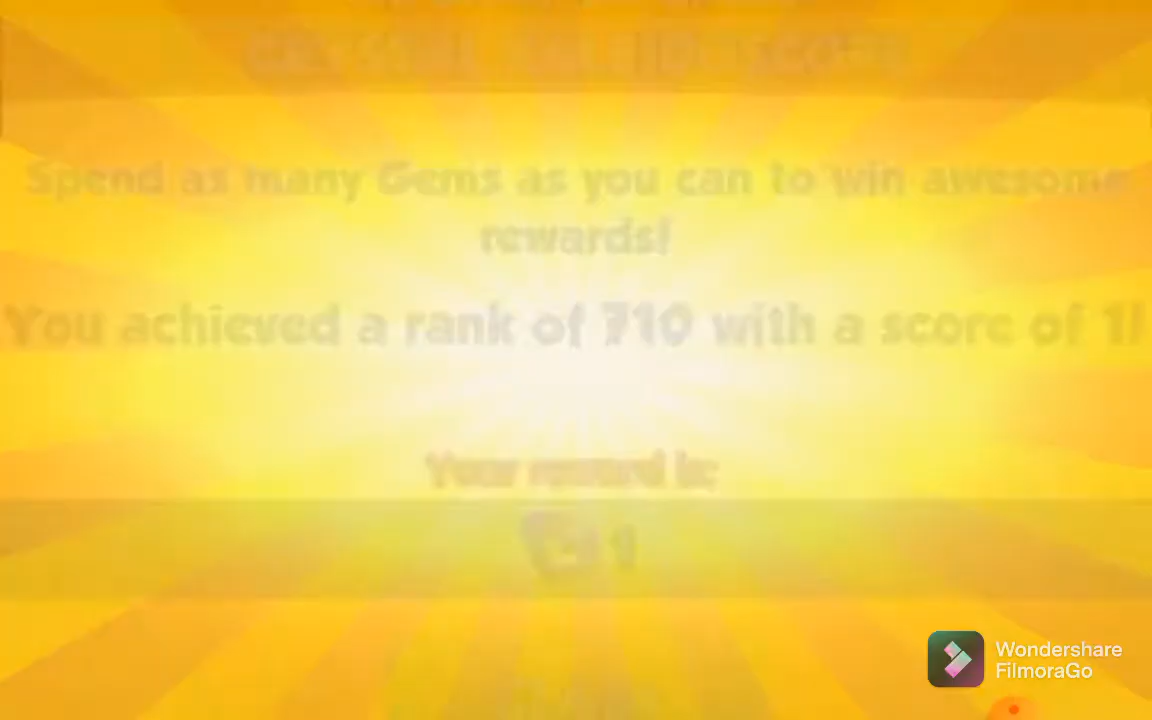 Spend as many Gems as you can to win awesome
rewards!
You achieved a rank of 710 with a score of 1!
Your reward is:
1
Wondershare
FilmoraGo